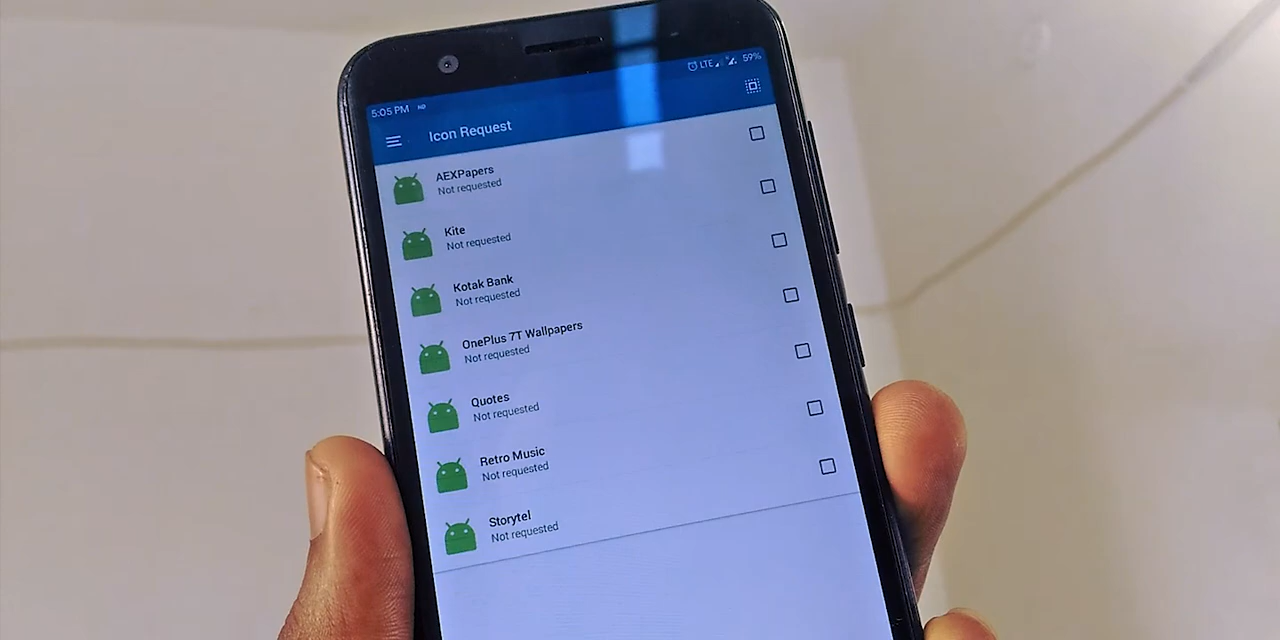 5:05 PM HD LTE 59%
Icon Request
AEXPapers
Not requested
Kite
Not requested
Kotak Bank
Not requested
OnePlus 7T Wallpapers
Not requested
Quotes
Not requested
Retro Music
Not requested
Storytel
Not requested